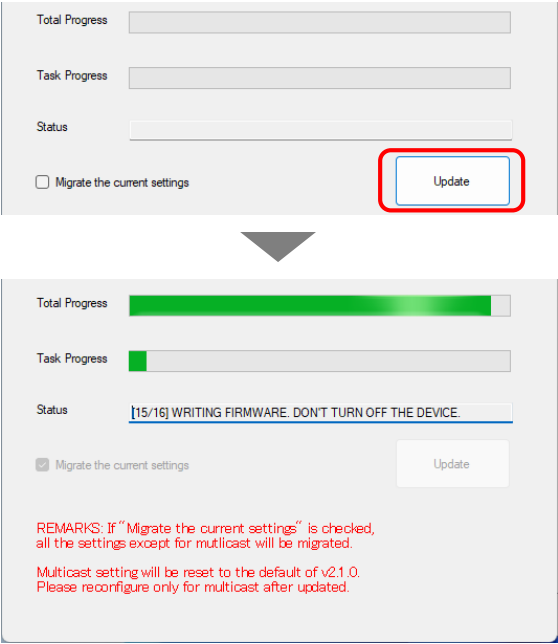 Total Progress
Task Progress
Status
Migrate the current settings
Update
Total Progress
Task Progress
Status
[15/16] WRITING FIRMWARE. DON'T TURN OFF THE DEVICE.
Migrate the current settings
Update
REMARKS: If "Migrate the current settings" is checked,
all the settings except for mutlicast will be migrated.
Multicast setting will be reset to the default of v2.1.0.
Please reconfigure only for multicast after updated.